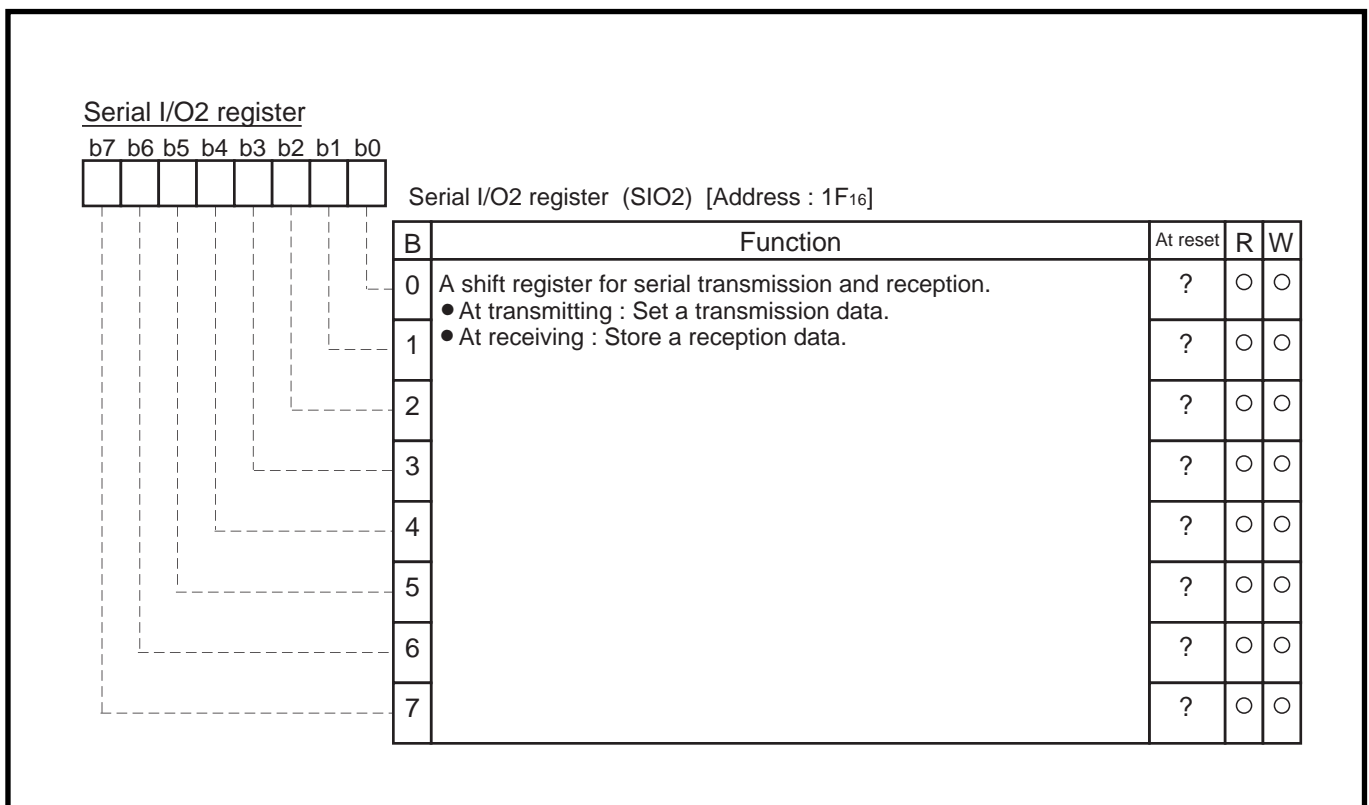 Serial I/O2 register
b7 b6 b5 b4 b3 b2 b1 b0
Serial I/O2 register (SIO2) [Address : 1F16]
B Function At reset R W
0 A shift register for serial transmission and reception. ? ○ ○
● At transmitting : Set a transmission data.
1 ● At receiving : Store a reception data. ? ○ ○
2 ? ○ ○
3 ? ○ ○
4 ? ○ ○
5 ? ○ ○
6 ? ○ ○
7 ? ○ ○